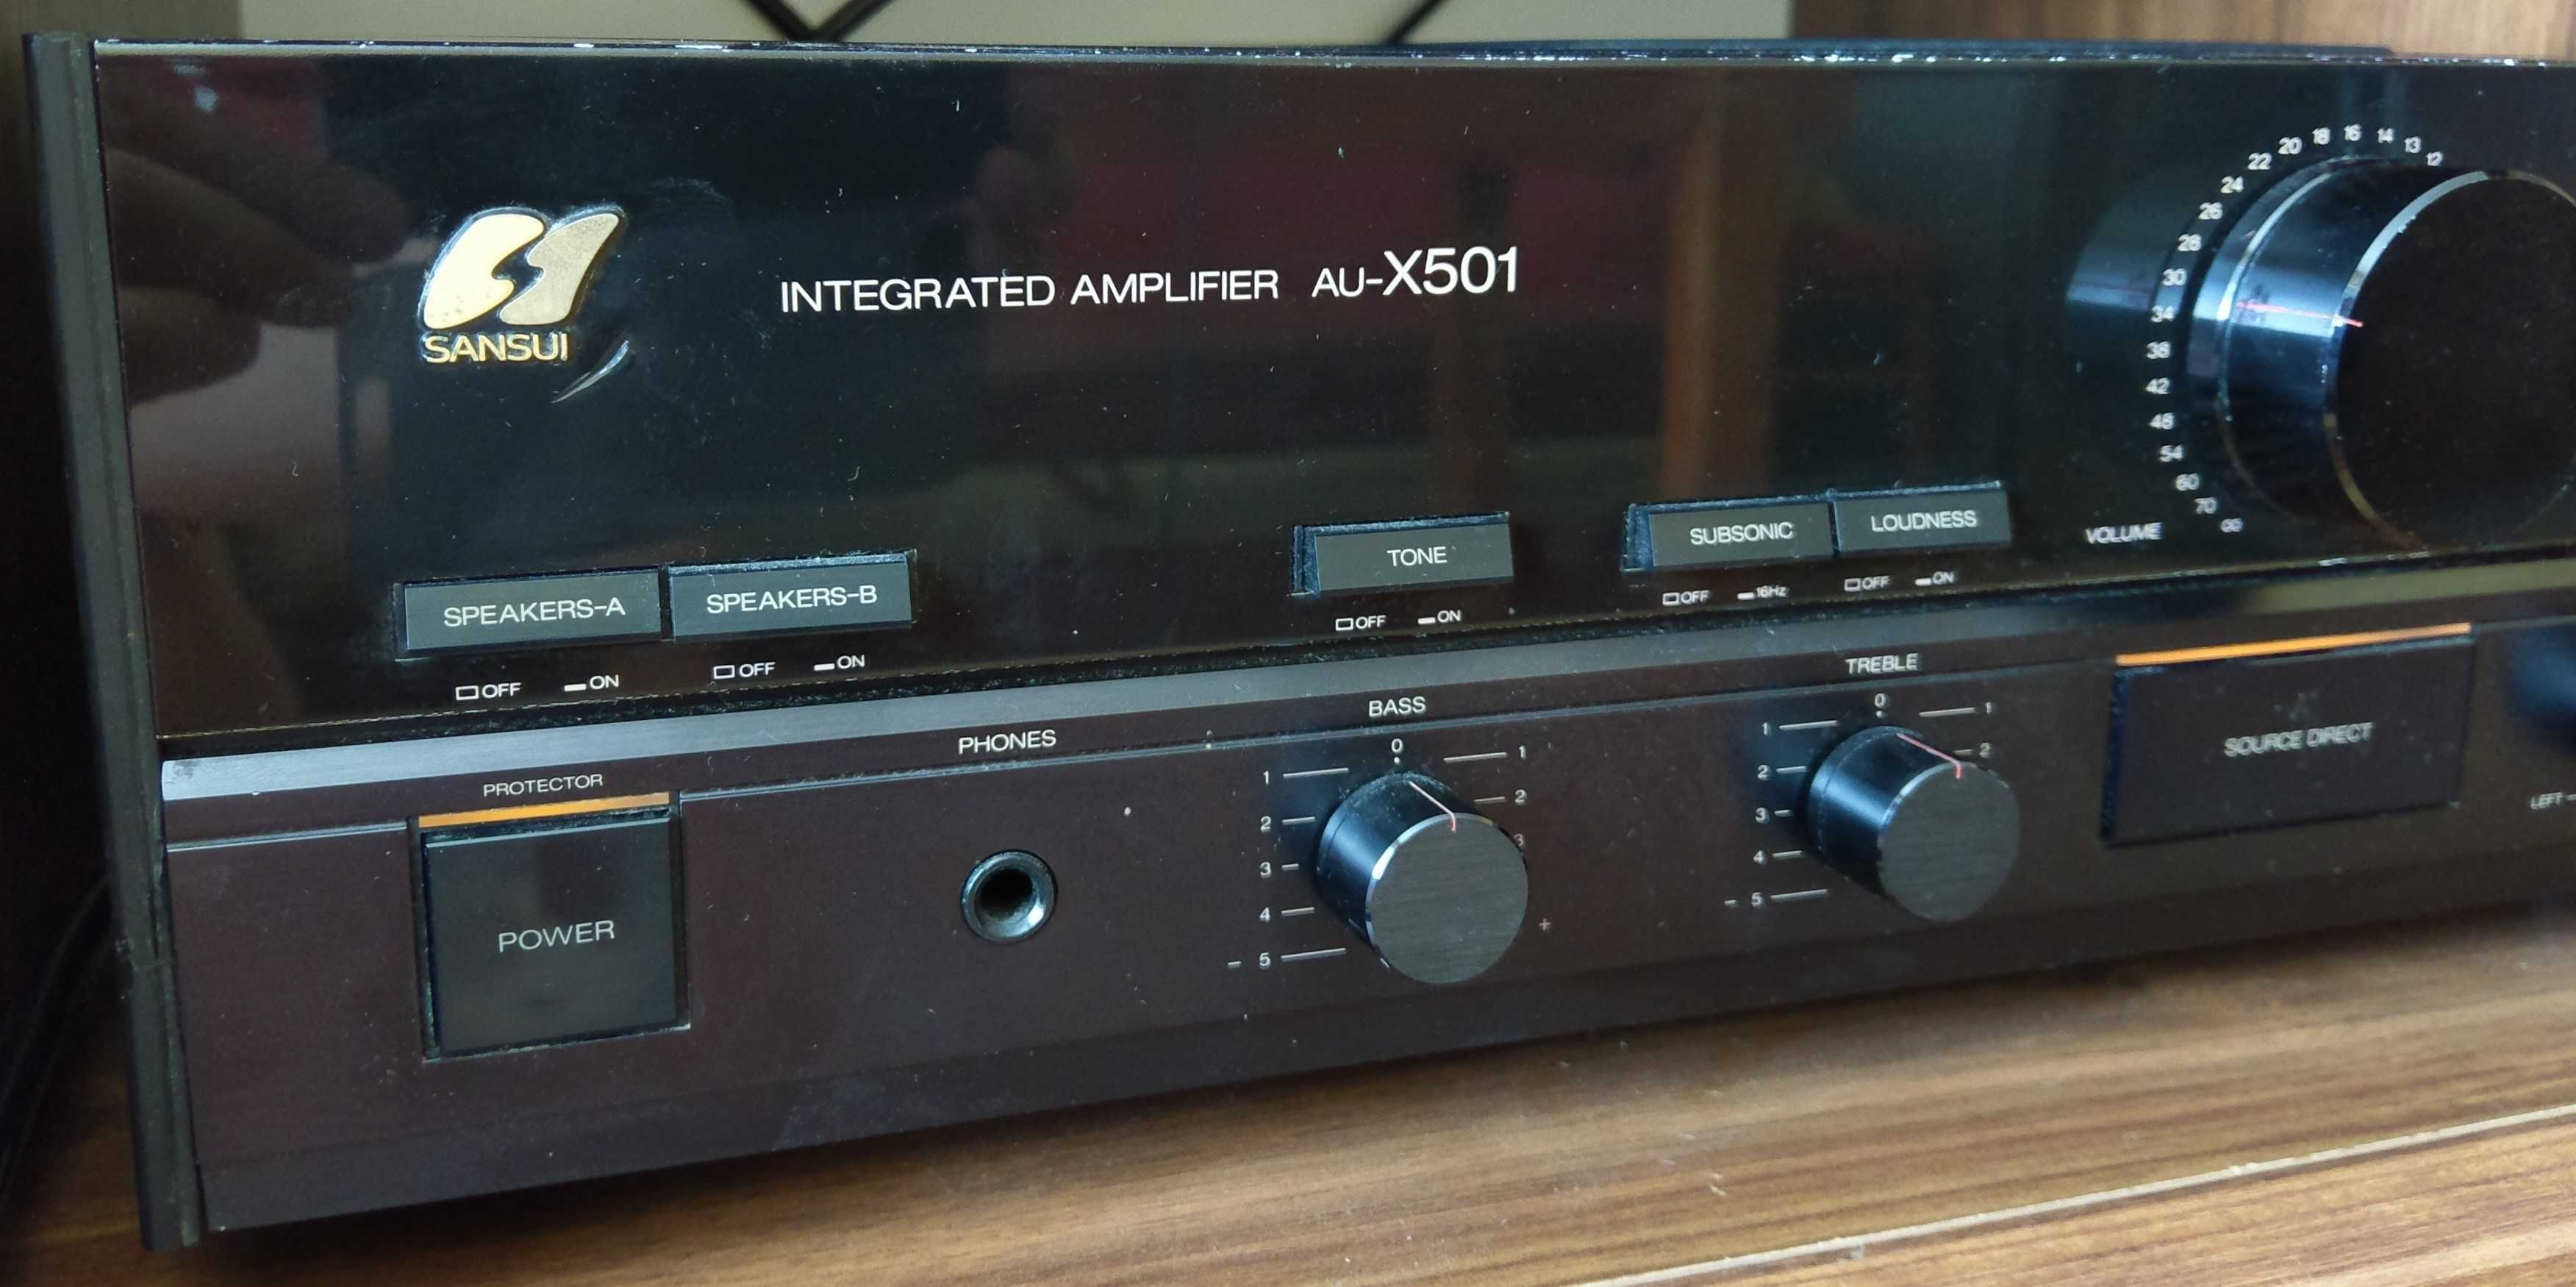 18 16 14 13 12
20
22
24
26
28
30
34
38
42
48
54
60
70
∞
VOLUME
SANSUI
INTEGRATED AMPLIFIER AU-X501
SPEAKERS-A
OFF ON
SPEAKERS-B
OFF ON
TONE
OFF ON
SUBSONIC
OFF 16Hz
LOUDNESS
OFF ON
PROTECTOR
POWER
PHONES
BASS
0
1 1
2 2
3 3
4
- 5 +
TREBLE
0
1 1
2 2
3
4
- 5
SOURCE DIRECT
LEFT